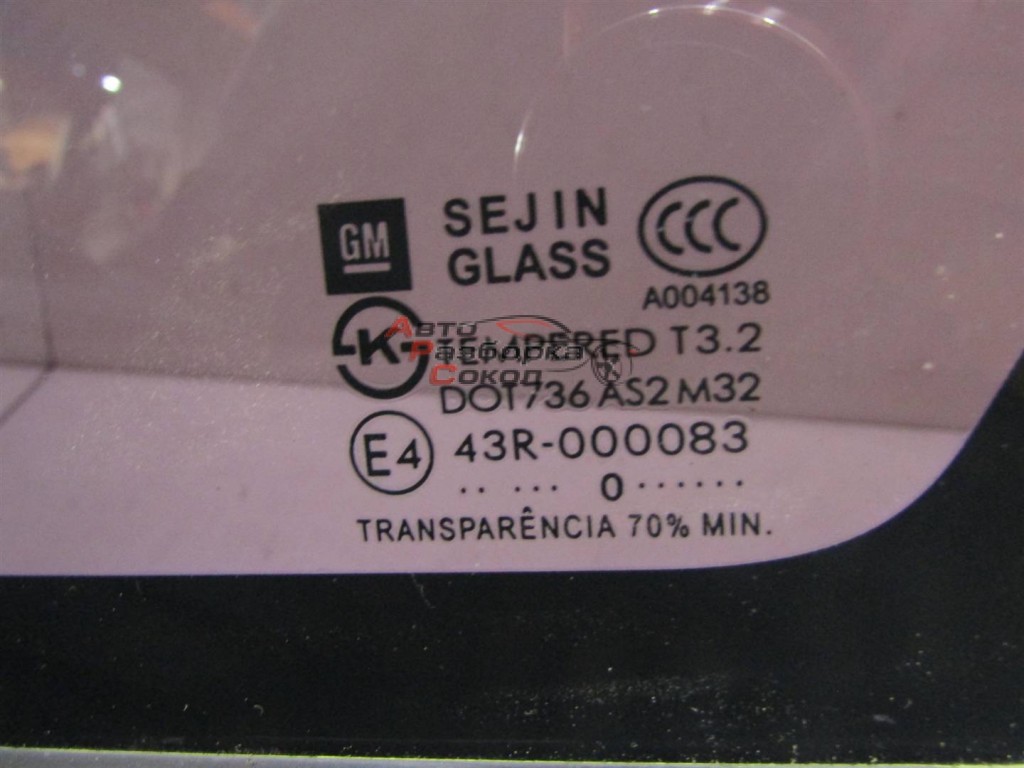 GM
SEJIN
GLASS
CCC
A004138
K
TEMPERED T3.2
АВТО
РАЗБОРКА
СОКОЛ
DOT736 AS2 M32
E4
43R-000083
.. ... 0 ......
TRANSPARÊNCIA 70% MIN.